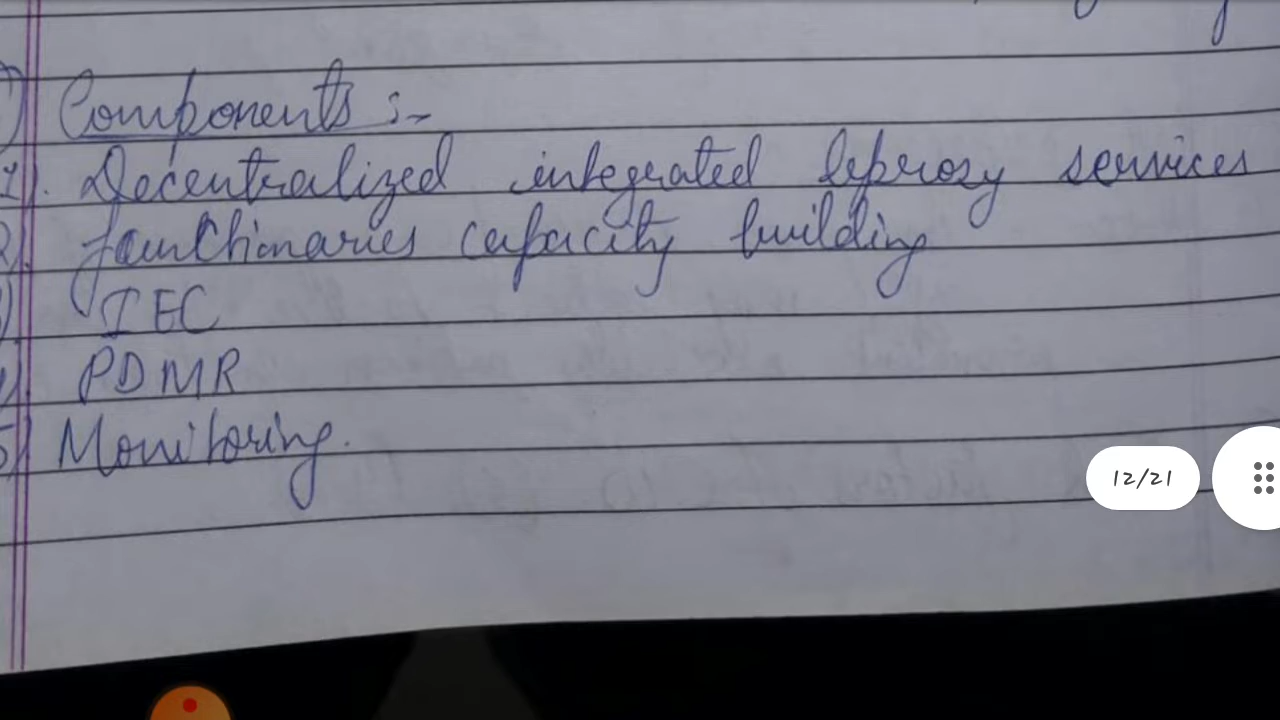 Components :-
1). Decentralized integrated leprosy services
2). functionaries capacity building
3) IEC
4). PDMR
5) Monitoring.
12/21